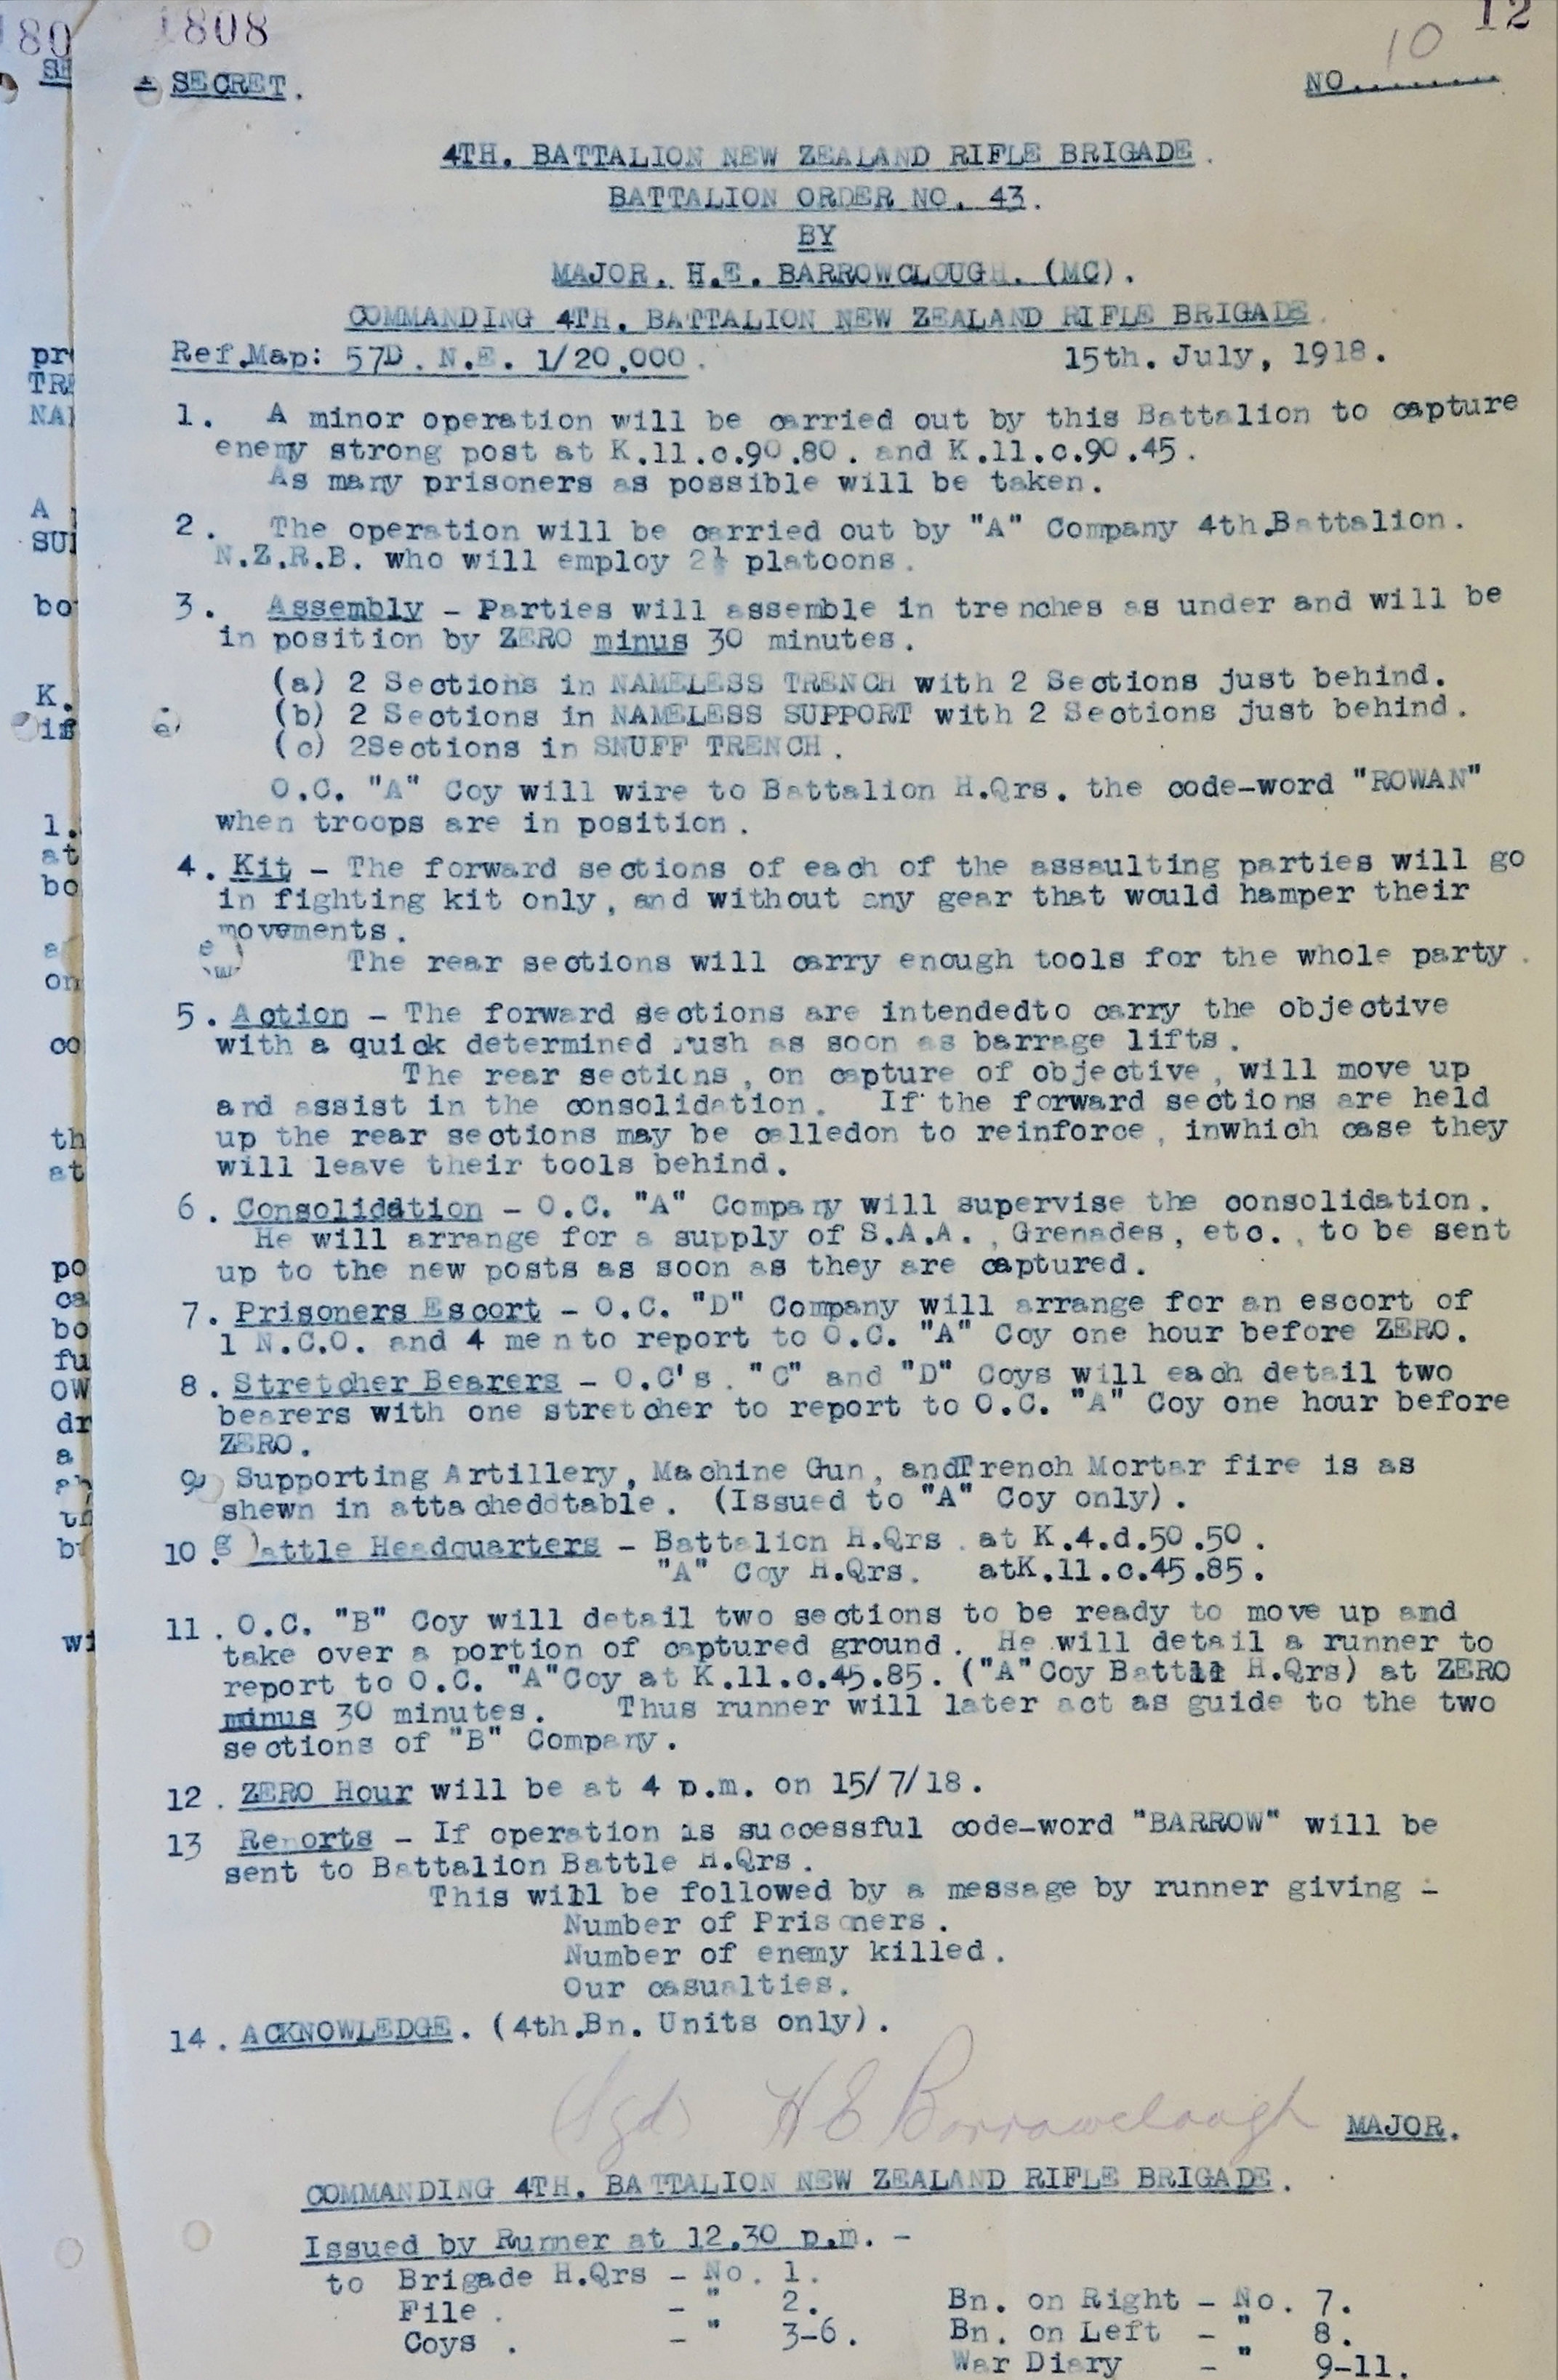 80 1808 12
SE SECRET. NO......... 10
4TH. BATTALION NEW ZEALAND RIFLE BRIGADE.
BATTALION ORDER NO. 43.
BY
MAJOR. H.E. BARROWCLOUGH. (MC).
COMMANDING 4TH. BATTALION NEW ZEALAND RIFLE BRIGADE.
Ref.Map: 57D. N.E. 1/20.000. 15th. July, 1918.
1. A minor operation will be carried out by this Battalion to capture
enemy strong post at K.11.c.90.80. and K.11.c.90.45.
As many prisoners as possible will be taken.
2. The operation will be carried out by "A" Company 4th.Battalion.
N.Z.R.B. who will employ 2½ platoons.
3. Assembly - Parties will assemble in trenches as under and will be
in position by ZERO minus 30 minutes.
(a) 2 Sections in NAMELESS TRENCH with 2 Sections just behind.
(b) 2 Sections in NAMELESS SUPPORT with 2 Sections just behind.
(c) 2Sections in SNUFF TRENCH.
O.C. "A" Coy will wire to Battalion H.Qrs. the code-word "ROWAN"
when troops are in position.
4. Kit - The forward sections of each of the assaulting parties will go
in fighting kit only, and without any gear that would hamper their
movements.
The rear sections will carry enough tools for the whole party.
5. Action - The forward sections are intendedto carry the objective
with a quick determined rush as soon as barrage lifts.
The rear sections, on capture of objective, will move up
and assist in the consolidation. If the forward sections are held
up the rear sections may be calledon to reinforce, inwhich case they
will leave their tools behind.
6. Consolidation - O.C. "A" Company will supervise the consolidation.
He will arrange for a supply of S.A.A., Grenades, etc., to be sent
up to the new posts as soon as they are captured.
7. Prisoners Escort - O.C. "D" Company will arrange for an escort of
1 N.C.O. and 4 men to report to O.C. "A" Coy one hour before ZERO.
8. Stretcher Bearers - O.C's. "C" and "D" Coys will each detail two
bearers with one stretcher to report to O.C. "A" Coy one hour before
ZERO.
9 Supporting Artillery, Machine Gun, andTrench Mortar fire is as
shewn in attachedtable. (Issued to "A" Coy only).
10. Battle Headquarters - Battalion H.Qrs. at K.4.d.50.50.
"A" Coy H.Qrs. atK.11.c.45.85.
11. O.C. "B" Coy will detail two sections to be ready to move up and
take over a portion of captured ground. He will detail a runner to
report to O.C. "A"Coy at K.11.c.45.85. ("A"Coy Battle H.Qrs) at ZERO
minus 30 minutes. Thus runner will later act as guide to the two
sections of "B" Company.
12. ZERO Hour will be at 4 p.m. on 15/7/18.
13 Reports - If operation is successful code-word "BARROW" will be
sent to Battalion Battle H.Qrs.
This will be followed by a message by runner giving -
Number of Prisoners.
Number of enemy killed.
Our casualties.
14. ACKNOWLEDGE. (4th.Bn. Units only).
Sgd H E Barrowclough MAJOR.
COMMANDING 4TH. BATTALION NEW ZEALAND RIFLE BRIGADE.
Issued by Runner at 12.30 p.m. -
to Brigade H.Qrs - No. 1.
File. - " 2. Bn. on Right - No. 7.
Coys. - " 3-6. Bn. on Left - " 8.
War Diary - " 9-11.